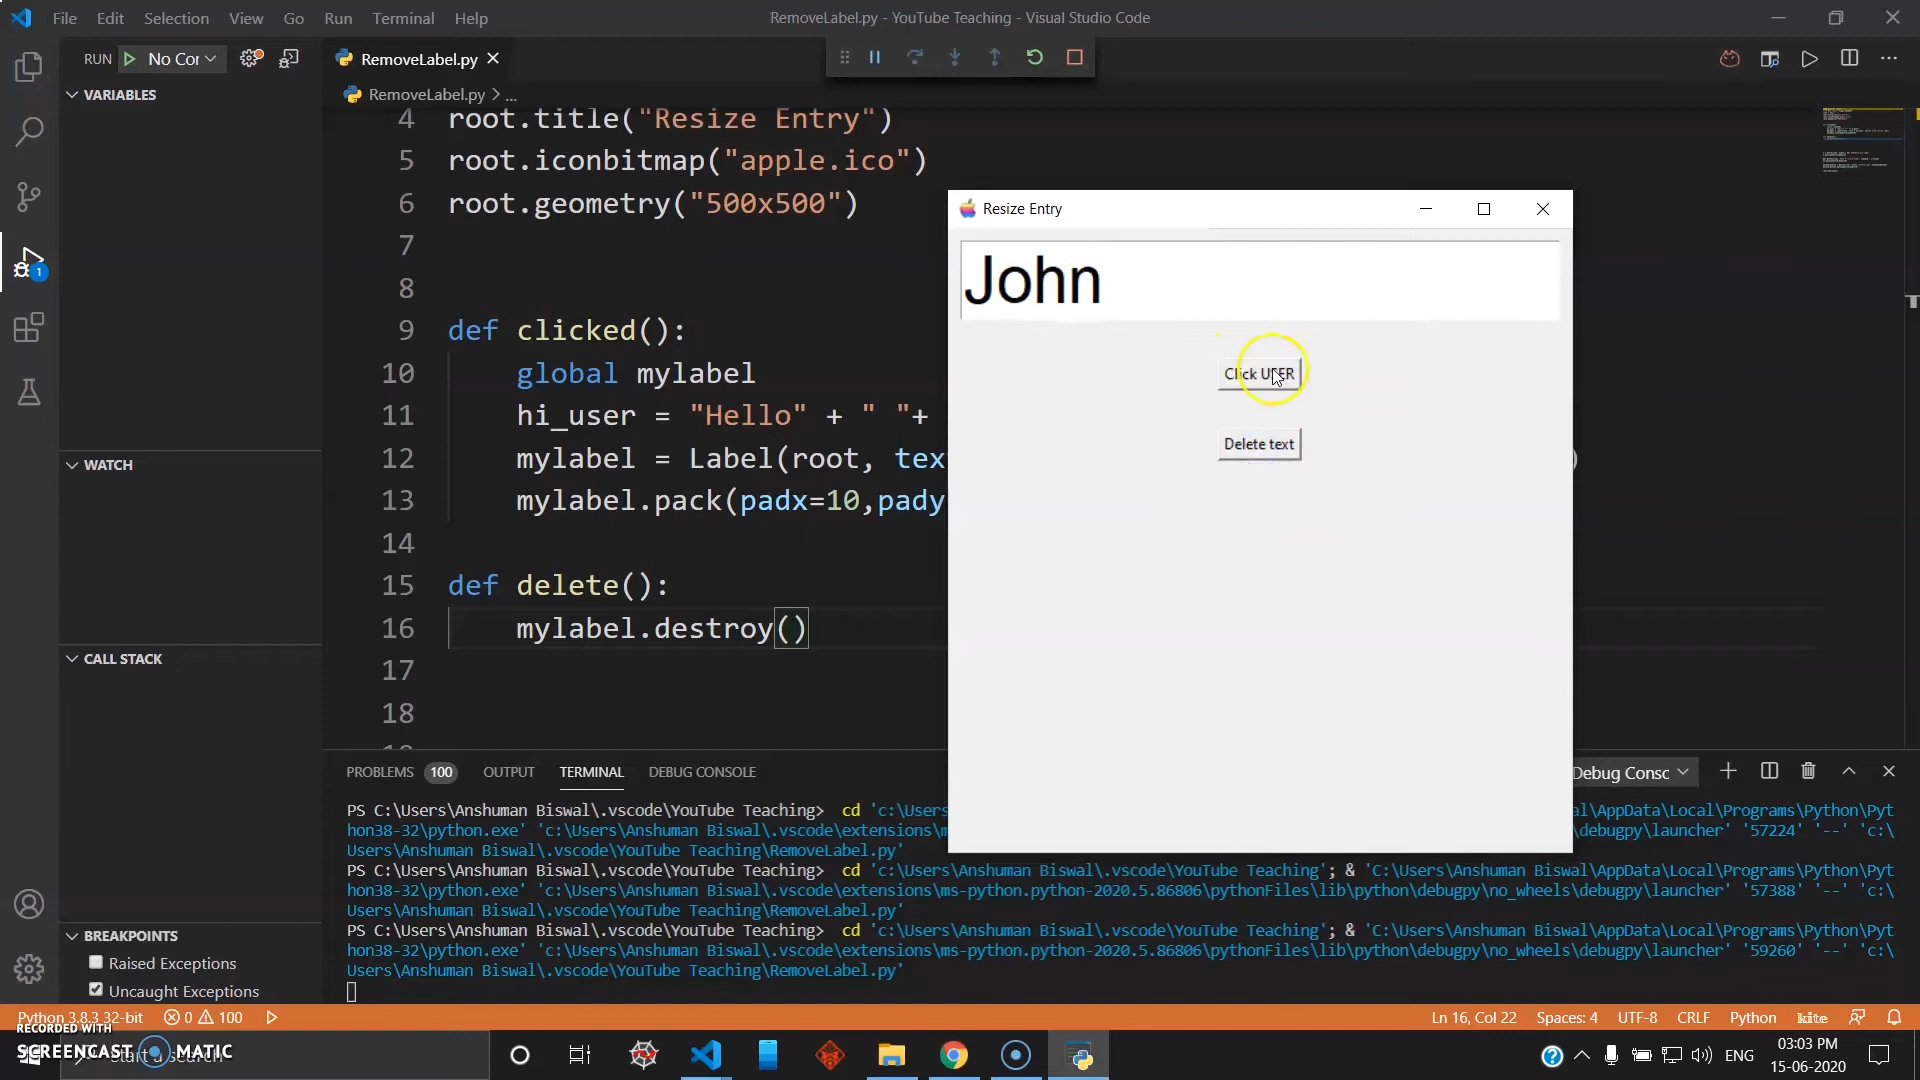 File Edit Selection View Go Run Terminal Help
RemoveLabel.py - YouTube Teaching - Visual Studio Code
RUN No Cor
RemoveLabel.py
VARIABLES
RemoveLabel.py > ...
4 root.title("Resize Entry")
5 root.iconbitmap("apple.ico")
6 root.geometry("500x500")
7
8
9 def clicked():
10 global mylabel
11 hi_user = "Hello" + " "+
12 mylabel = Label(root, tex
)
13 mylabel.pack(padx=10,pady
14
15 def delete():
16 mylabel.destroy()
17
18
Resize Entry
John
Click USER
Delete text
1
WATCH
CALL STACK
BREAKPOINTS
Raised Exceptions
Uncaught Exceptions
PROBLEMS 100 OUTPUT TERMINAL DEBUG CONSOLE
Debug Consc
PS C:\Users\Anshuman Biswal\.vscode\YouTube Teaching> cd 'c:\Users
al\AppData\Local\Programs\Python\Pyt
hon38-32\python.exe' 'c:\Users\Anshuman Biswal\.vscode\extensions\m
\debugpy\launcher' '57224' '--' 'c:\
Users\Anshuman Biswal\.vscode\YouTube Teaching\RemoveLabel.py'
PS C:\Users\Anshuman Biswal\.vscode\YouTube Teaching> cd 'c:\Users\Anshuman Biswal\.vscode\YouTube Teaching'; & 'C:\Users\Anshuman Biswal\AppData\Local\Programs\Python\Pyt
hon38-32\python.exe' 'c:\Users\Anshuman Biswal\.vscode\extensions\ms-python.python-2020.5.86806\pythonFiles\lib\python\debugpy\no_wheels\debugpy\launcher' '57388' '--' 'c:\
Users\Anshuman Biswal\.vscode\YouTube Teaching\RemoveLabel.py'
PS C:\Users\Anshuman Biswal\.vscode\YouTube Teaching> cd 'c:\Users\Anshuman Biswal\.vscode\YouTube Teaching'; & 'C:\Users\Anshuman Biswal\AppData\Local\Programs\Python\Pyt
hon38-32\python.exe' 'c:\Users\Anshuman Biswal\.vscode\extensions\ms-python.python-2020.5.86806\pythonFiles\lib\python\debugpy\no_wheels\debugpy\launcher' '59260' '--' 'c:\
Users\Anshuman Biswal\.vscode\YouTube Teaching\RemoveLabel.py'
Python 3.8.3 32-bit 0 100
Ln 16, Col 22 Spaces: 4 UTF-8 CRLF Python kite
RECORDED WITH
SCREENCAST MATIC
ENG
03:03 PM
15-06-2020